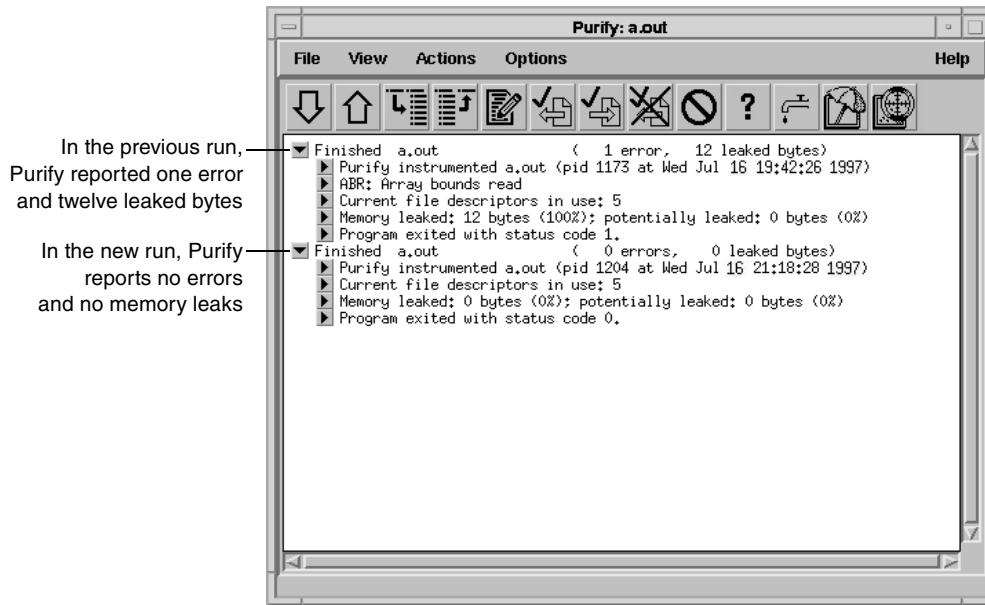 Purify: a.out
File View Actions Options Help
?
In the previous run,
Purify reported one error
and twelve leaked bytes
In the new run, Purify
reports no errors
and no memory leaks
Finished a.out ( 1 error, 12 leaked bytes)
Purify instrumented a.out (pid 1173 at Wed Jul 16 19:42:26 1997)
ABR: Array bounds read
Current file descriptors in use: 5
Memory leaked: 12 bytes (100%); potentially leaked: 0 bytes (0%)
Program exited with status code 1.
Finished a.out ( 0 errors, 0 leaked bytes)
Purify instrumented a.out (pid 1204 at Wed Jul 16 21:18:28 1997)
Current file descriptors in use: 5
Memory leaked: 0 bytes (0%); potentially leaked: 0 bytes (0%)
Program exited with status code 0.